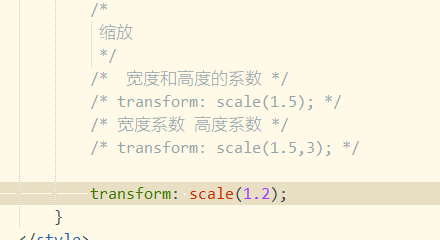 /*
缩放
*/
/* 宽度和高度的系数 */
/* transform: scale(1.5); */
/* 宽度系数 高度系数 */
/* transform: scale(1.5,3); */
transform: scale(1.2);
}
</style>